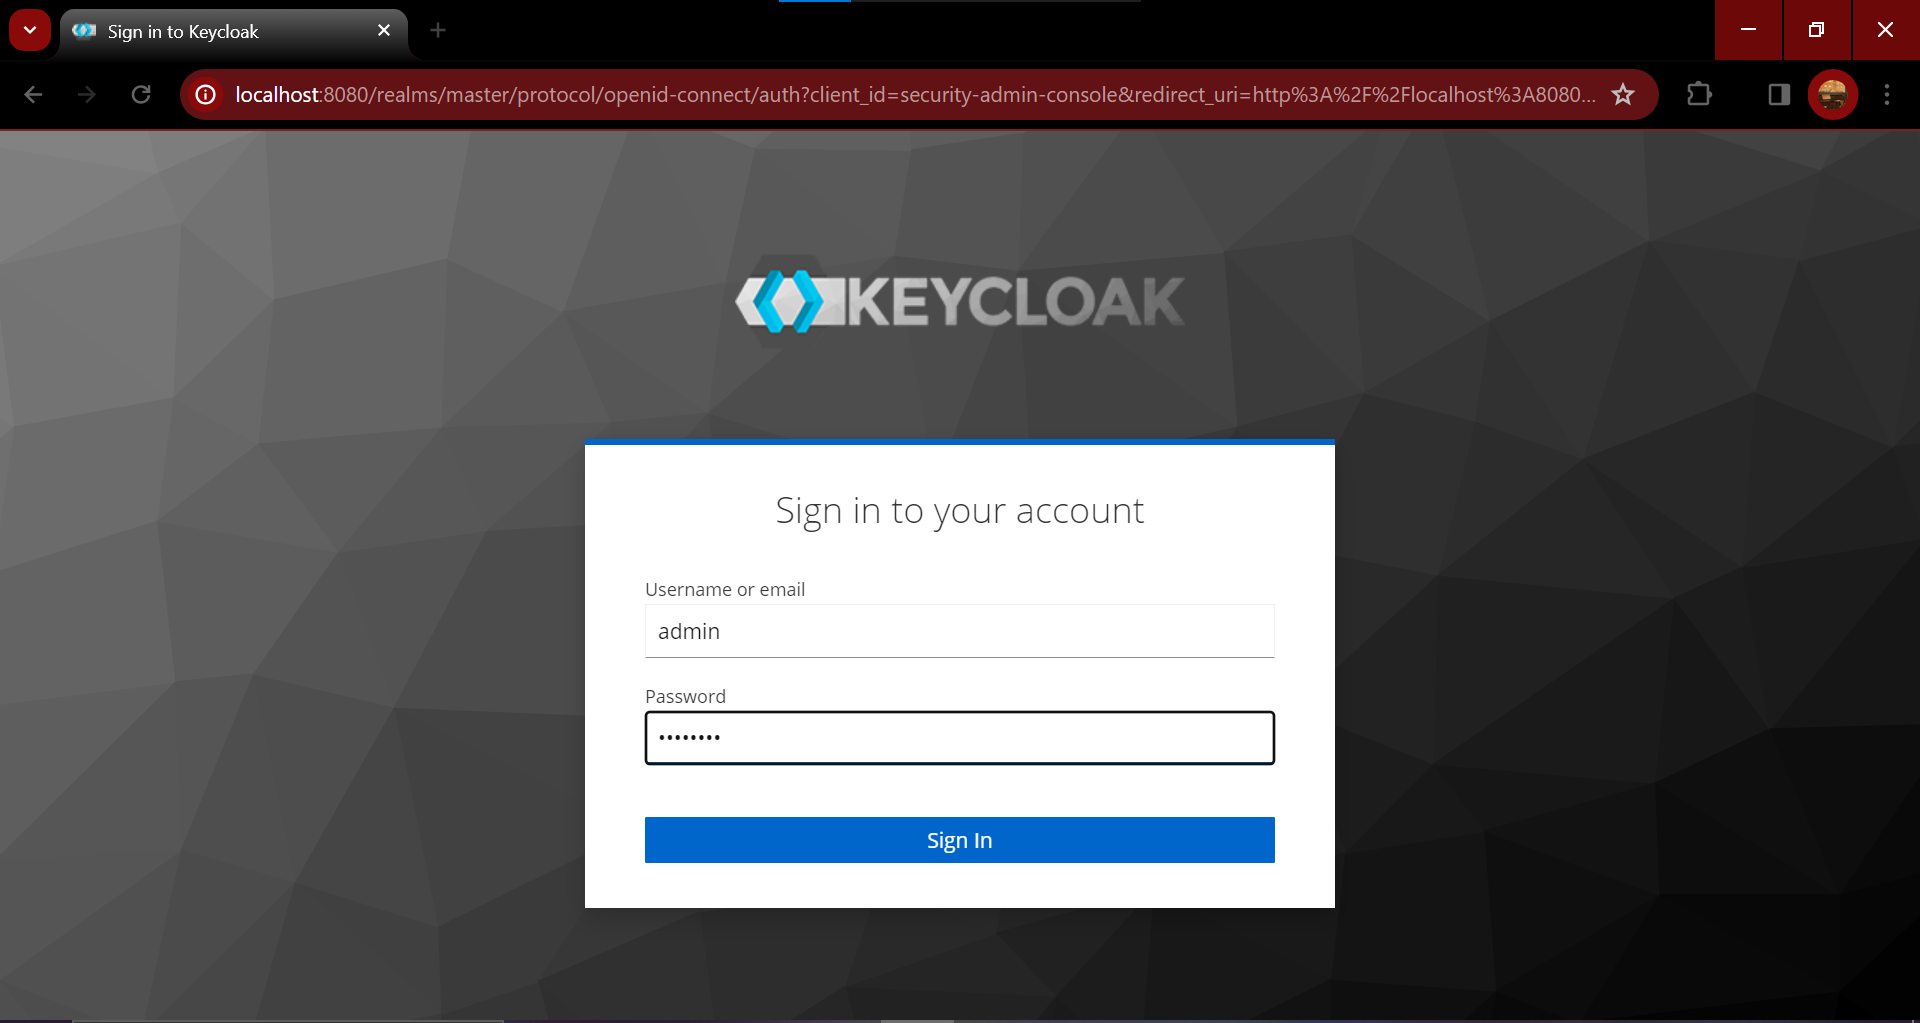 Sign in to Keycloak
localhost:8080/realms/master/protocol/openid-connect/auth?client_id=security-admin-console&redirect_uri=http%3A%2F%2Flocalhost%3A8080...
KEYCLOAK
Sign in to your account
Username or email
admin
Password
••••••••
Sign In